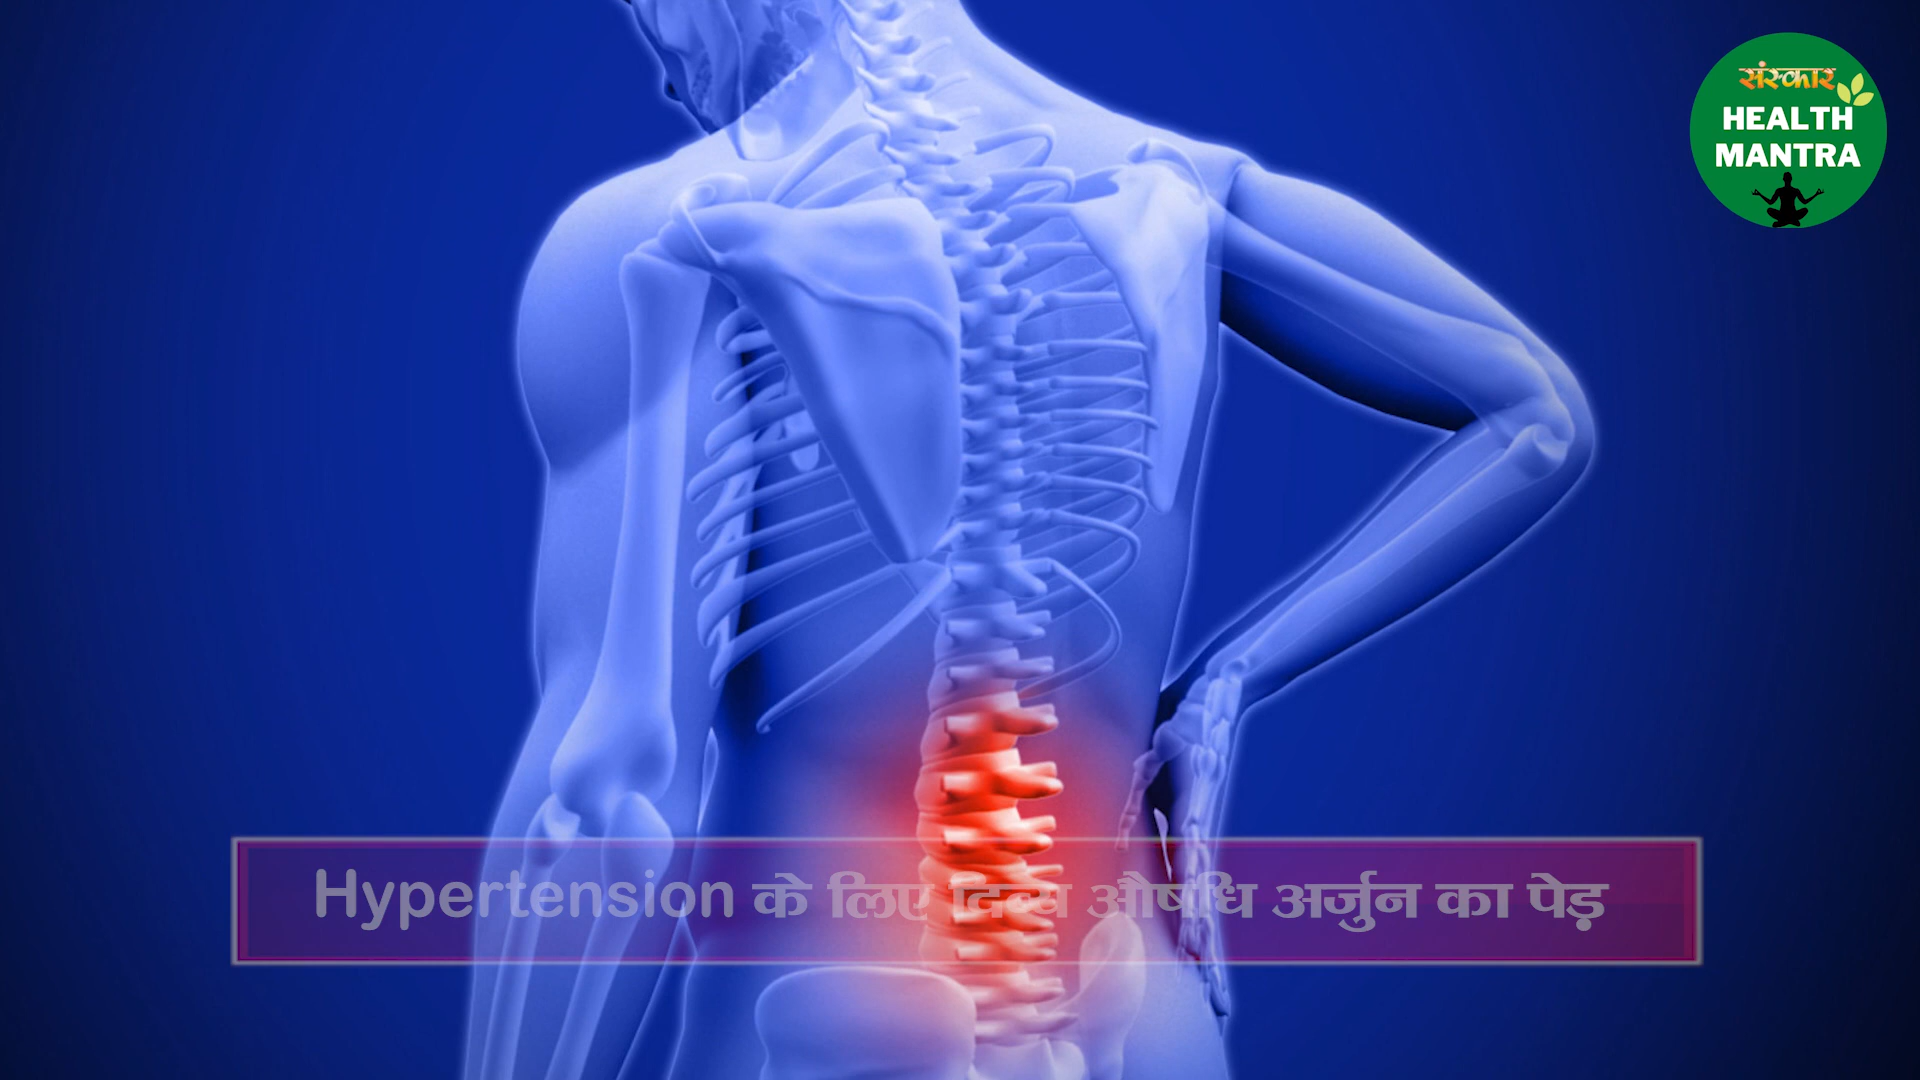 संस्कार
HEALTH
MANTRA
Hypertension के लिए दिव्य औषधि अर्जुन का पेड़